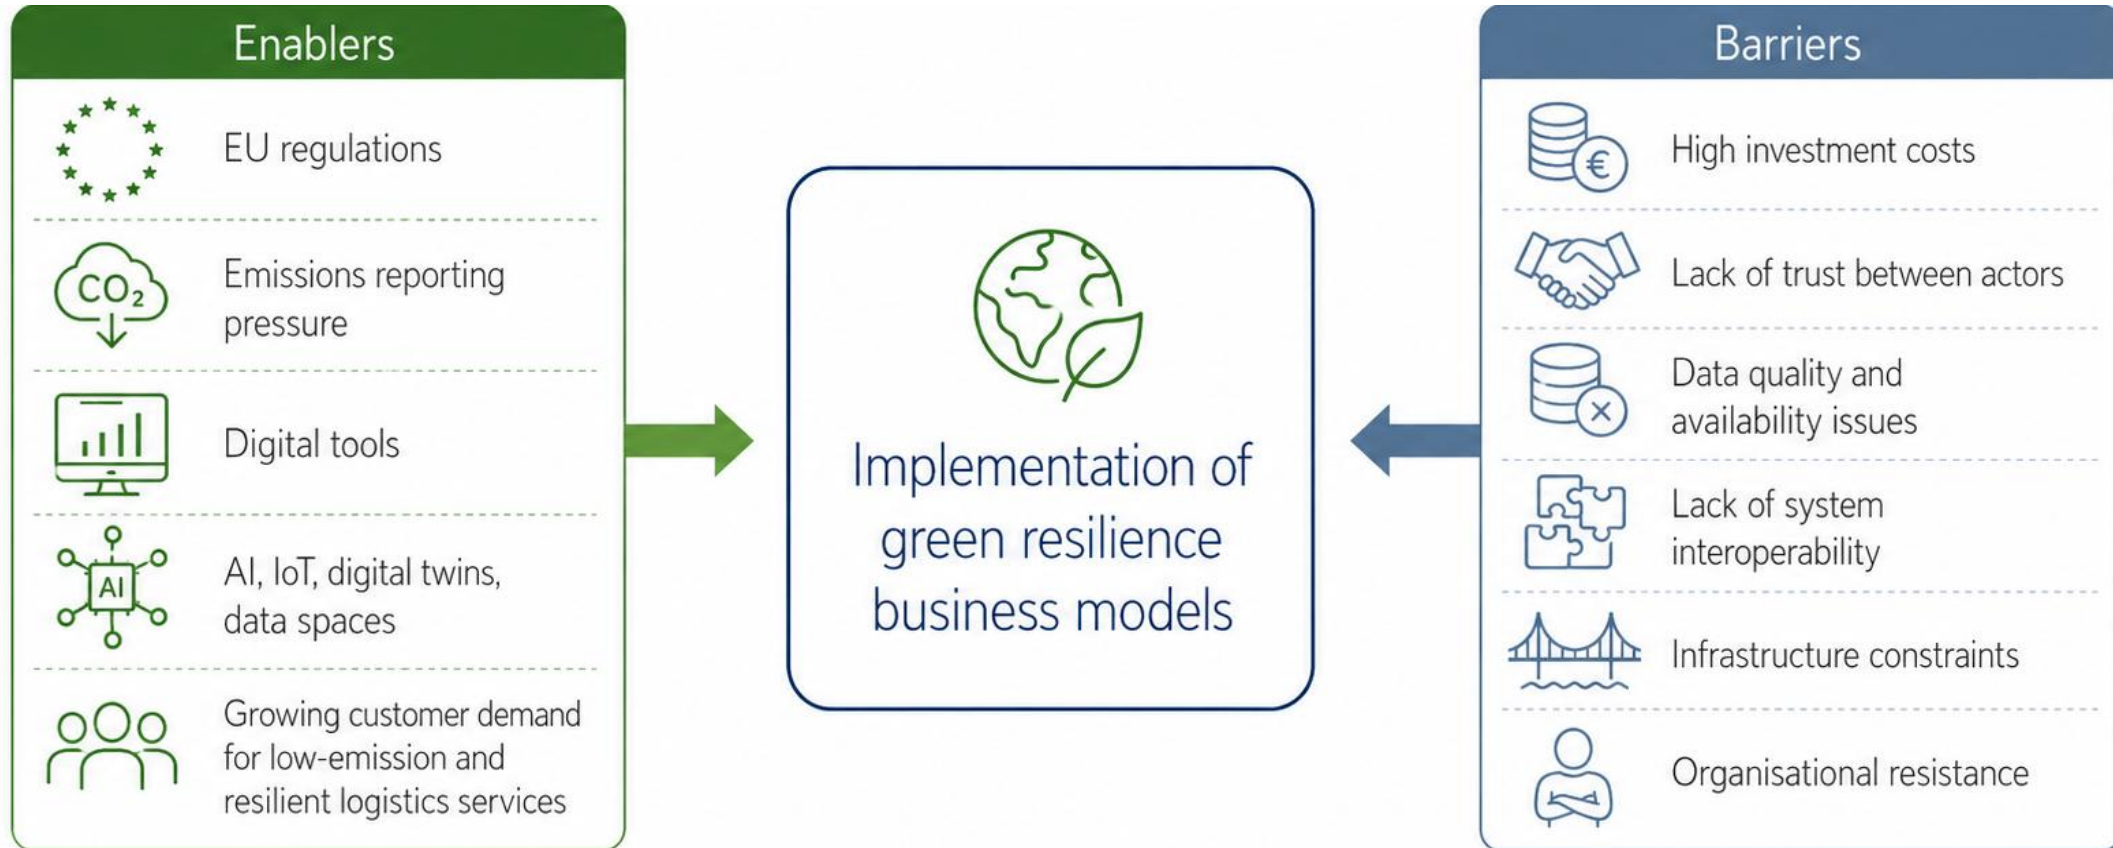 Enablers
EU regulations
CO₂
Emissions reporting
pressure
Digital tools
AI
AI, IoT, digital twins,
data spaces
Growing customer demand
for low-emission and
resilient logistics services
Implementation of
green resilience
business models
Barriers
€
High investment costs
Lack of trust between actors
Data quality and
availability issues
Lack of system
interoperability
Infrastructure constraints
Organisational resistance